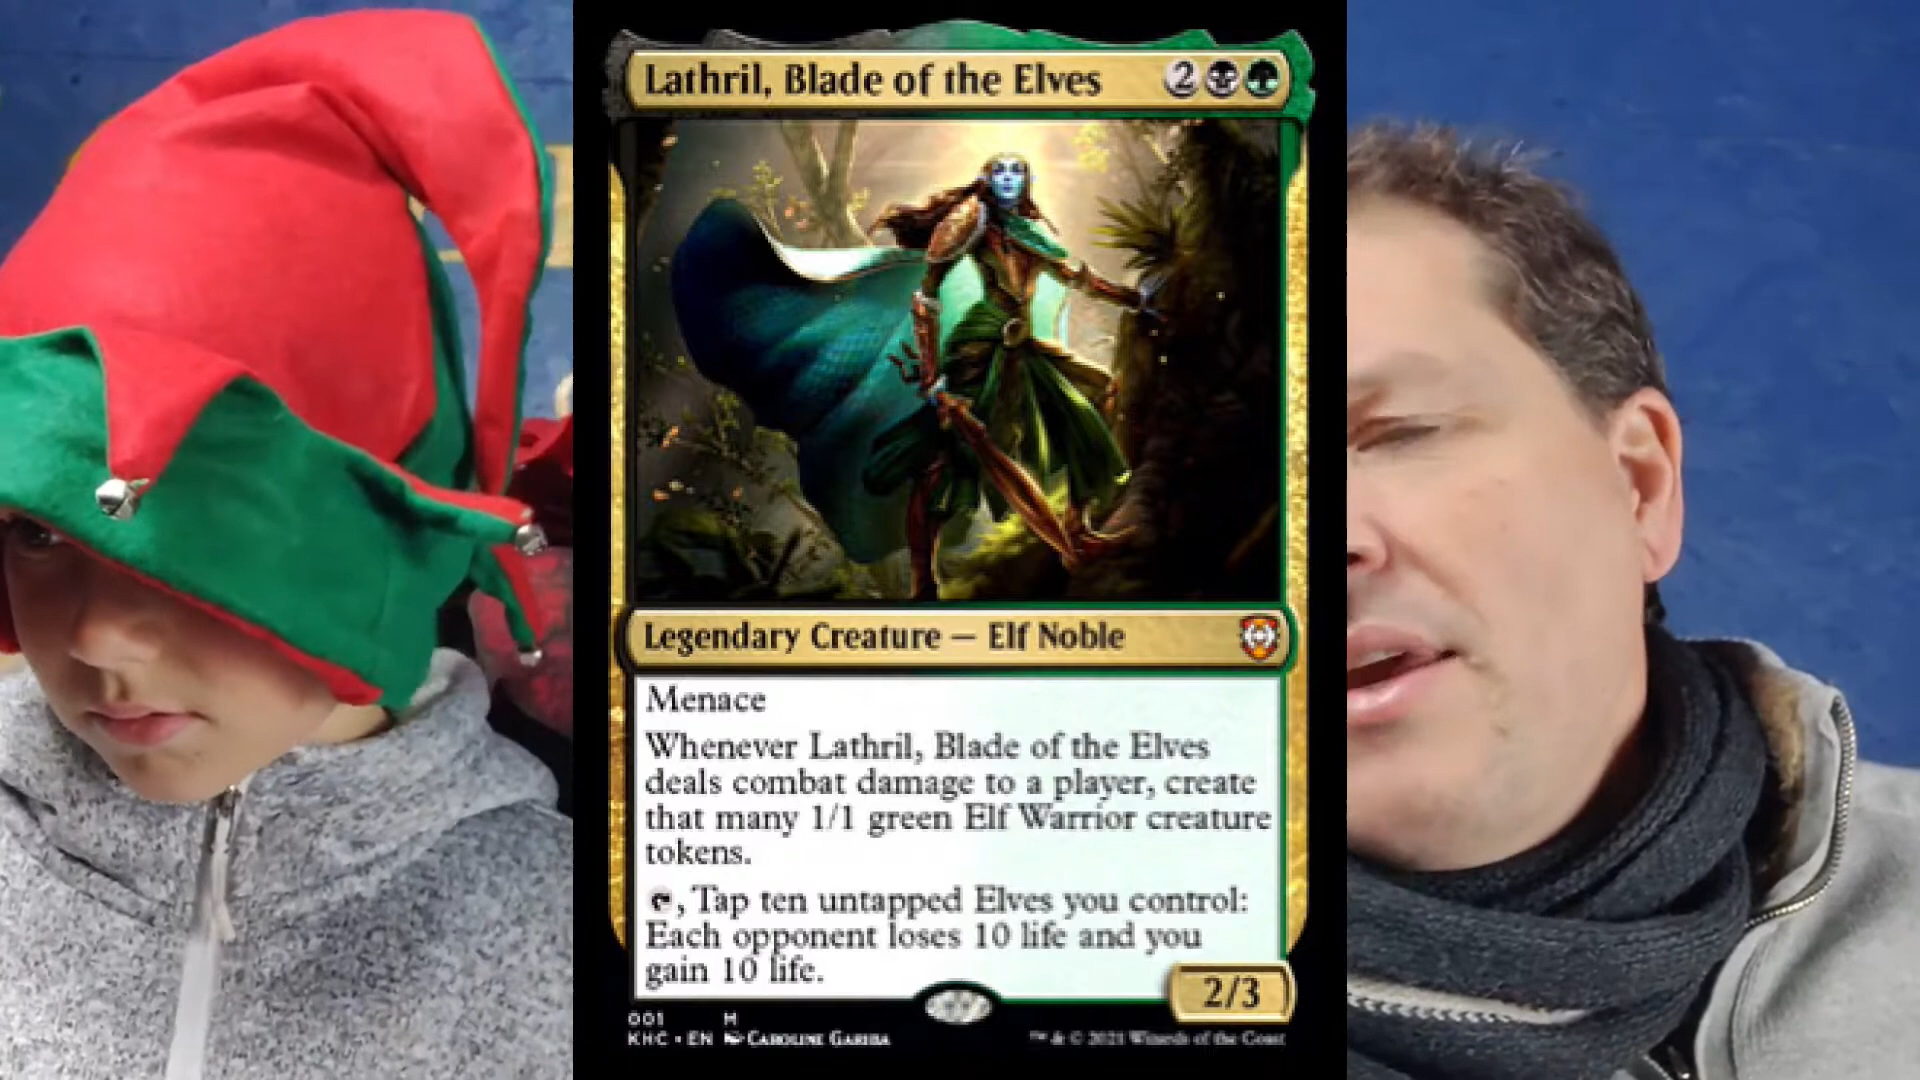 Lathril, Blade of the Elves 2
Legendary Creature — Elf Noble
Menace
Whenever Lathril, Blade of the Elves
deals combat damage to a player, create
that many 1/1 green Elf Warrior creature
tokens.
, Tap ten untapped Elves you control:
Each opponent loses 10 life and you
gain 10 life.
2/3
001 M
KHC • EN Caroline Gariba
™ & © 2021 Wizards of the Coast